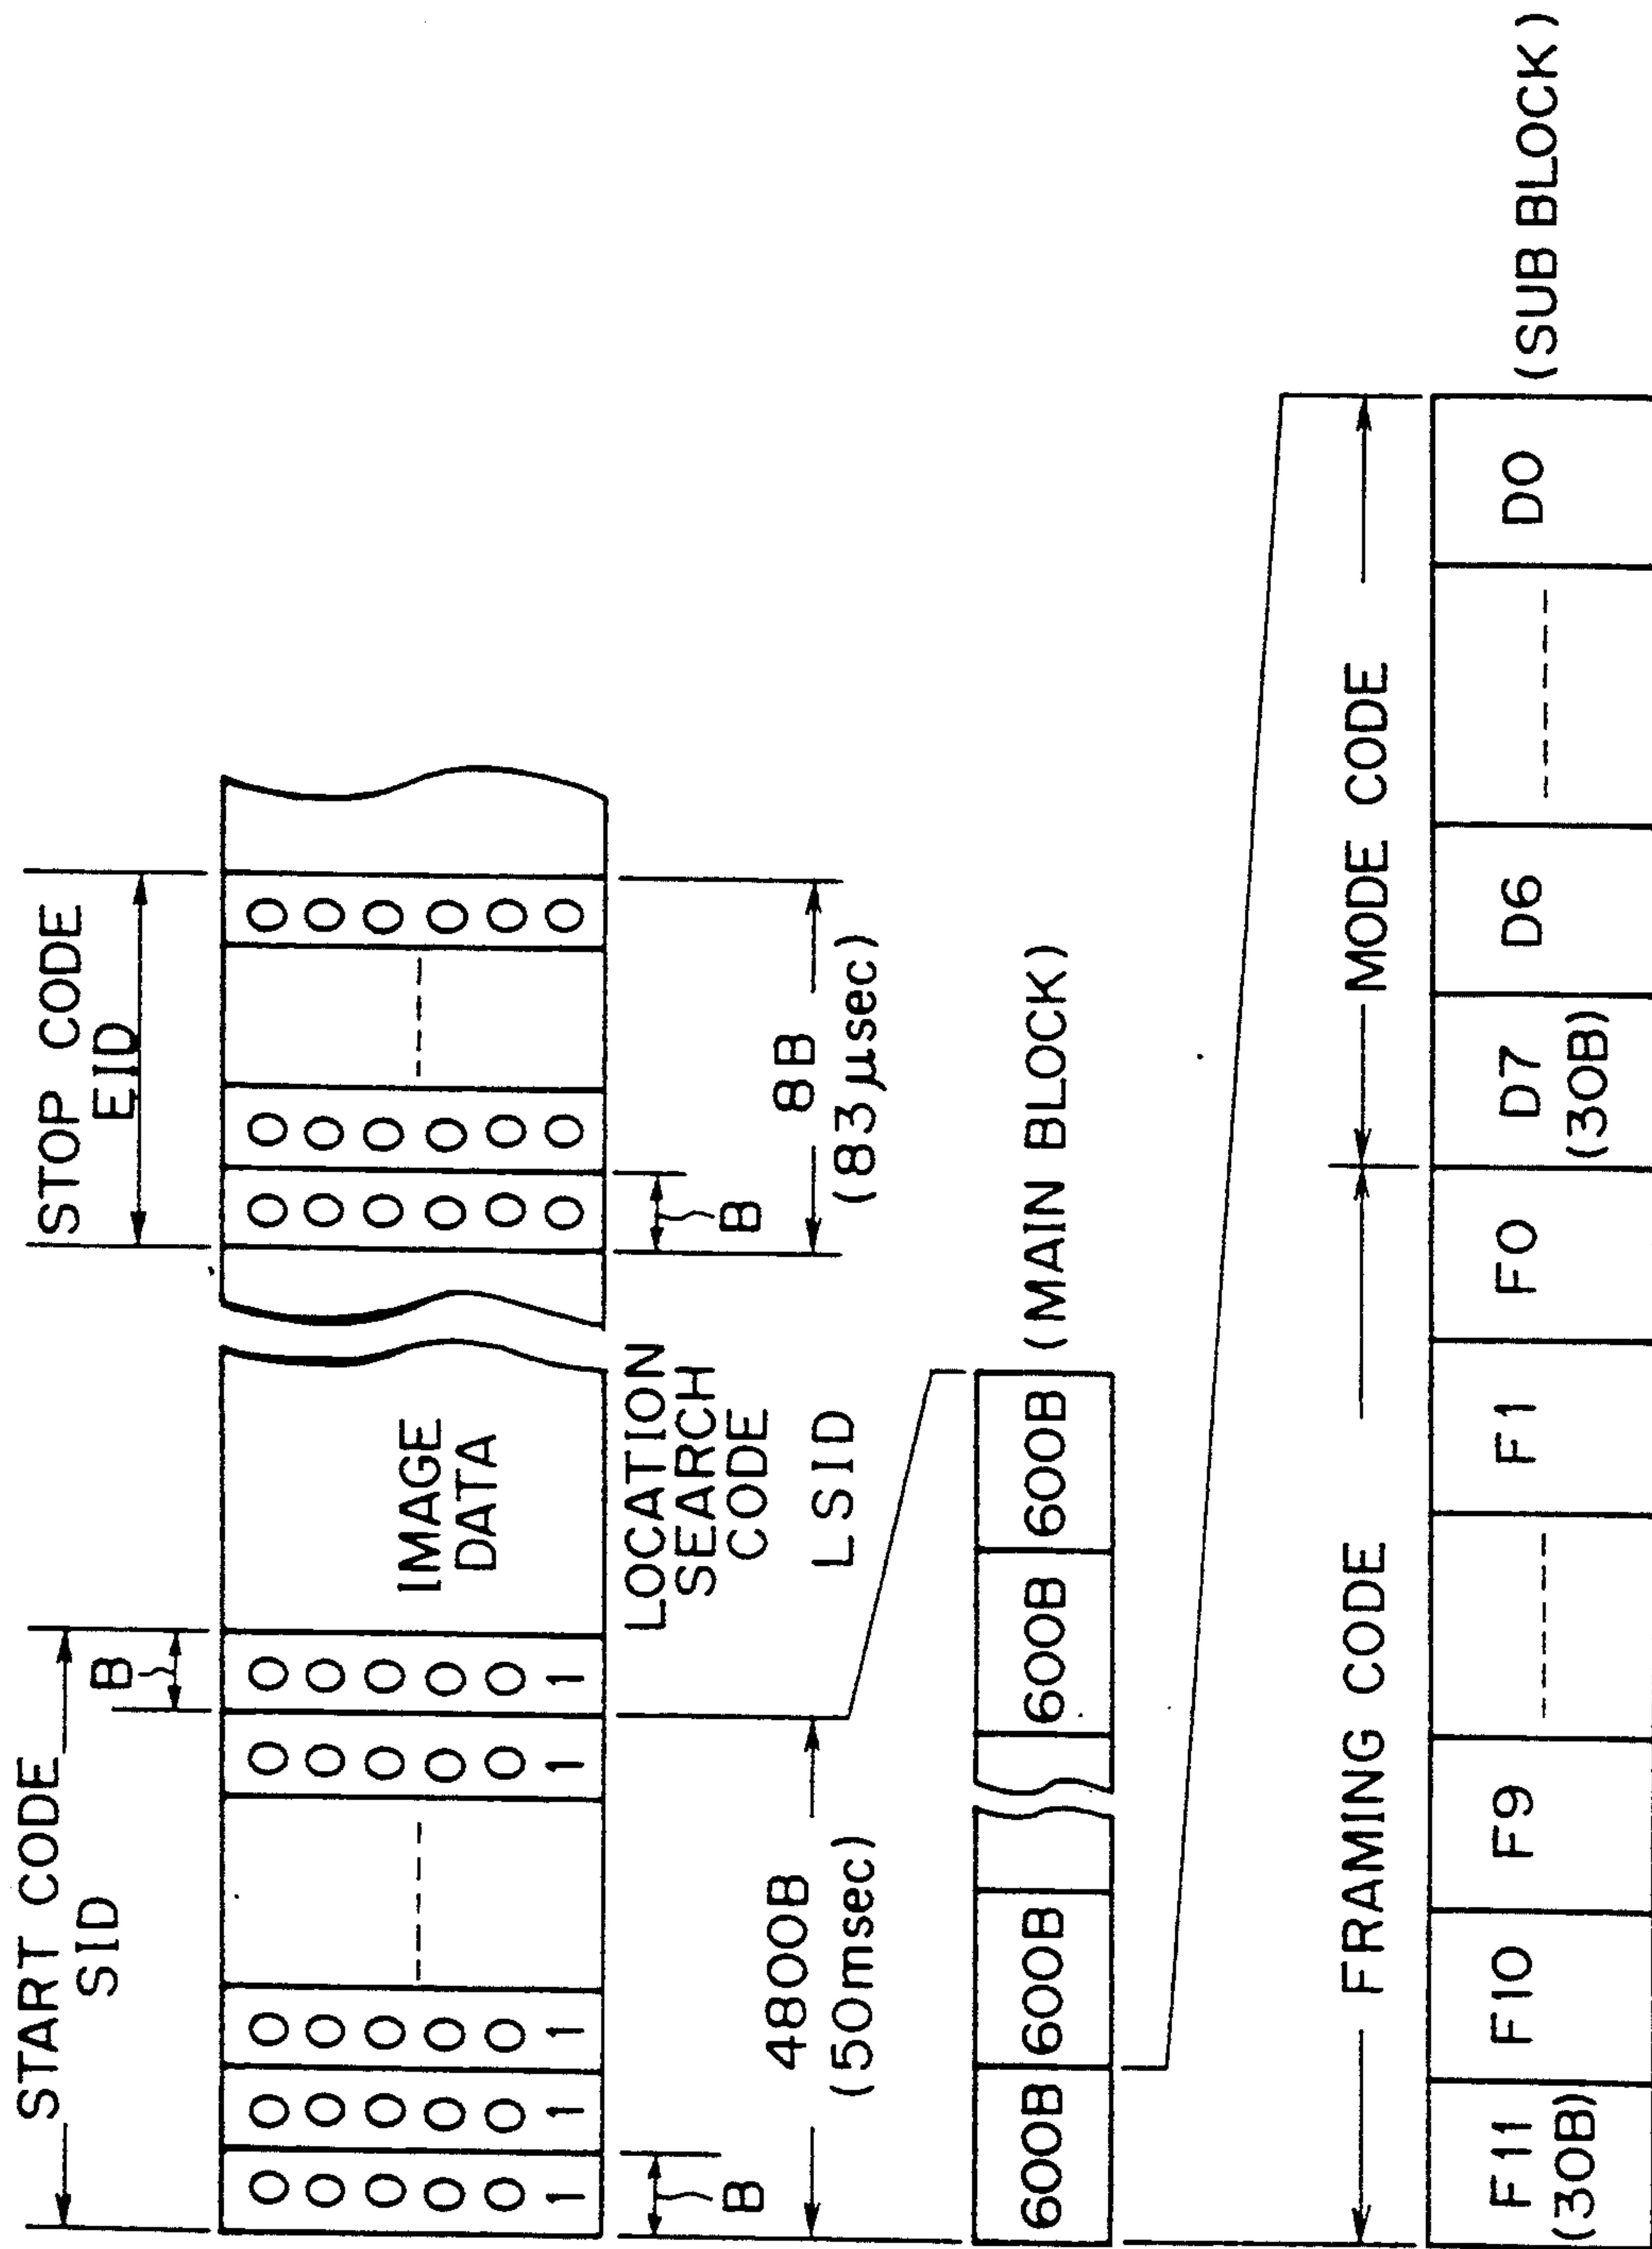 START CODE
SID
B
STOP CODE
EID
0 0 0 0 0 0 0 0
0 0 0 0 0 0 0 0
0 0 0 ----- 0 0 IMAGE 0 0 ---- 0
0 0 0 0 0 DATA 0 0 0
0 0 0 0 0 0 0 0
1 1 1 1 1 0 0 0
B
LOCATION
SEARCH
CODE
LSID
4800B
(50msec)
B
8B
(83μsec)
600B 600B 600B 600B (MAIN BLOCK)
FRAMING CODE MODE CODE
F11 F10 F9 ----- F1 F0 D7 D6 ----- D0 (SUB BLOCK)
(30B) (30B)